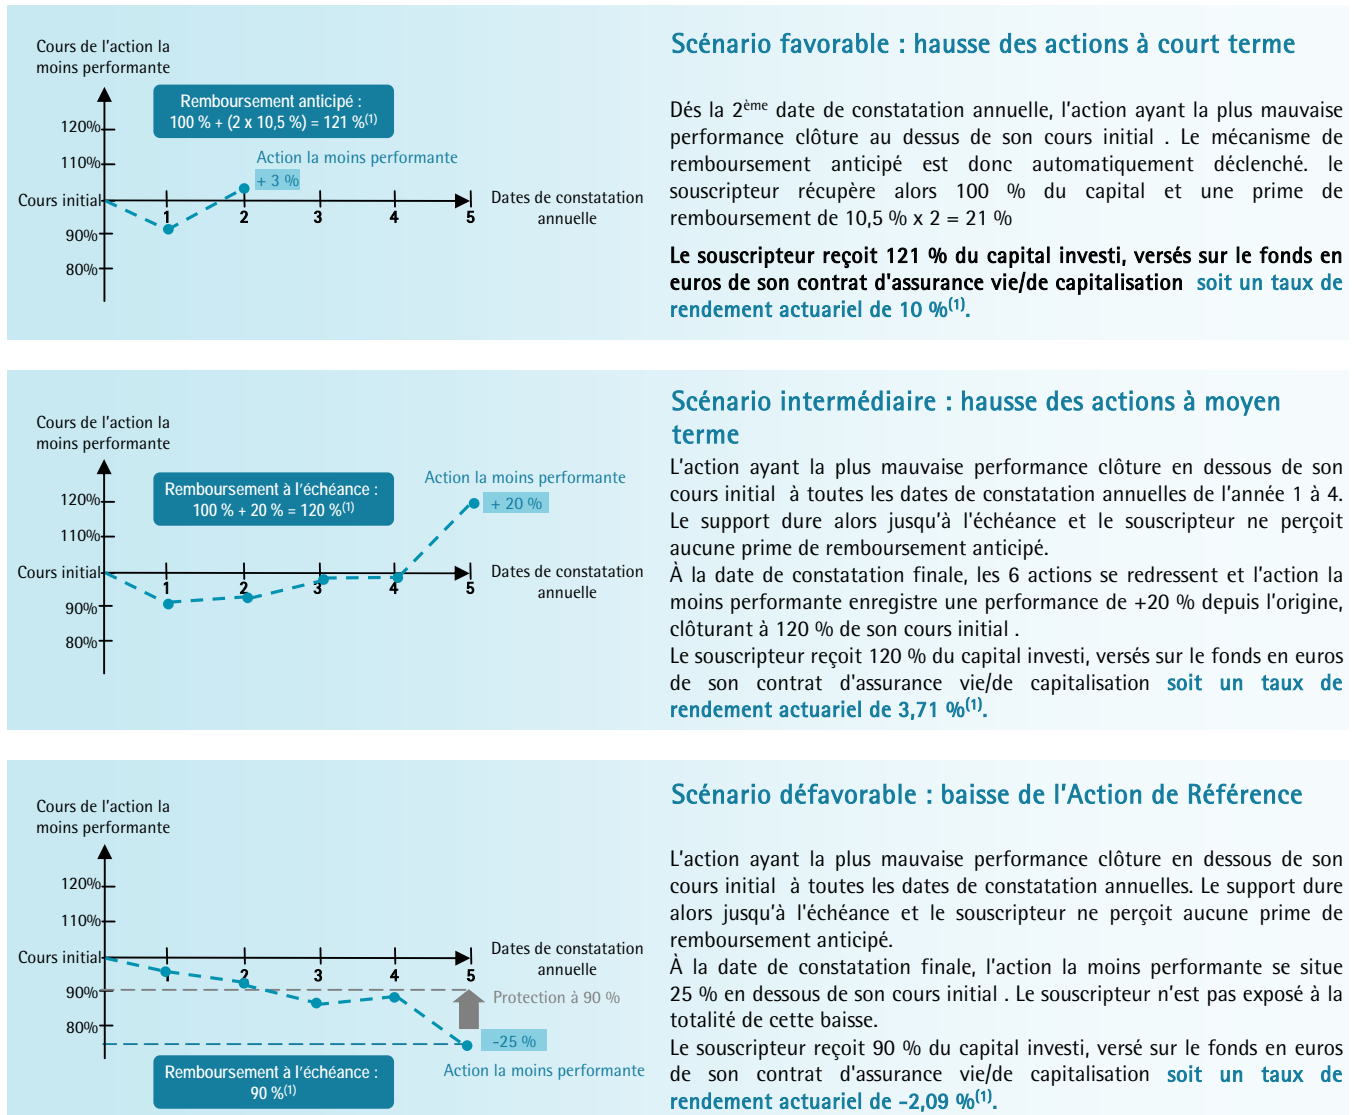 Cours de l'action la
moins performante
Remboursement anticipé :
100 % + (2 x 10,5 %) = 121 %(1)
120%
110%
Action la moins performante
+ 3 %
Cours initial
1
2
3
4
5
Dates de constatation
annuelle
90%
80%
Scénario favorable : hausse des actions à court terme
Dés la 2ème date de constatation annuelle, l'action ayant la plus mauvaise
performance clôture au dessus de son cours initial . Le mécanisme de
remboursement anticipé est donc automatiquement déclenché. le
souscripteur récupère alors 100 % du capital et une prime de
remboursement de 10,5 % x 2 = 21 %
Le souscripteur reçoit 121 % du capital investi, versés sur le fonds en
euros de son contrat d'assurance vie/de capitalisation soit un taux de
rendement actuariel de 10 %(1).
Cours de l'action la
moins performante
Remboursement à l'échéance :
100 % + 20 % = 120 %(1)
120%
110%
Action la moins performante
+ 20 %
Cours initial
1
2
3
4
5
Dates de constatation
annuelle
90%
80%
Scénario intermédiaire : hausse des actions à moyen
terme
L'action ayant la plus mauvaise performance clôture en dessous de son
cours initial à toutes les dates de constatation annuelles de l'année 1 à 4.
Le support dure alors jusqu'à l'échéance et le souscripteur ne perçoit
aucune prime de remboursement anticipé.
À la date de constatation finale, les 6 actions se redressent et l'action la
moins performante enregistre une performance de +20 % depuis l'origine,
clôturant à 120 % de son cours initial .
Le souscripteur reçoit 120 % du capital investi, versés sur le fonds en euros
de son contrat d'assurance vie/de capitalisation soit un taux de
rendement actuariel de 3,71 %(1).
Cours de l'action la
moins performante
120%
110%
Cours initial
1
2
3
4
5
Dates de constatation
annuelle
90%
Protection à 90 %
80%
-25 %
Action la moins performante
Remboursement à l'échéance :
90 %(1)
Scénario défavorable : baisse de l'Action de Référence
L'action ayant la plus mauvaise performance clôture en dessous de son
cours initial à toutes les dates de constatation annuelles. Le support dure
alors jusqu'à l'échéance et le souscripteur ne perçoit aucune prime de
remboursement anticipé.
À la date de constatation finale, l'action la moins performante se situe
25 % en dessous de son cours initial . Le souscripteur n'est pas exposé à la
totalité de cette baisse.
Le souscripteur reçoit 90 % du capital investi, versé sur le fonds en euros
de son contrat d'assurance vie/de capitalisation soit un taux de
rendement actuariel de -2,09 %(1).